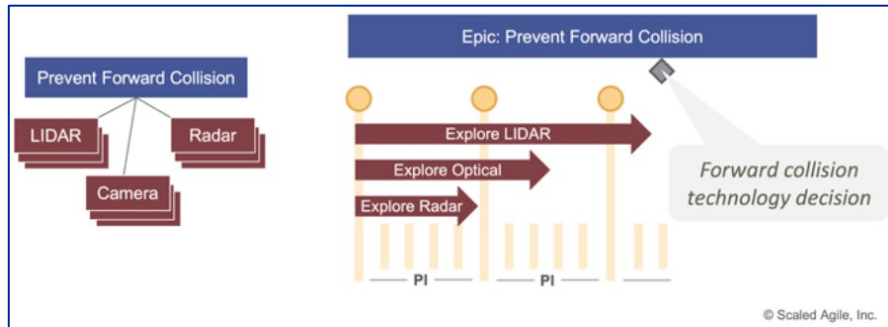 Prevent Forward Collision
LIDAR
Radar
Camera
Epic: Prevent Forward Collision
Explore LIDAR
Explore Optical
Explore Radar
Forward collision
technology decision
PI
PI
© Scaled Agile, Inc.